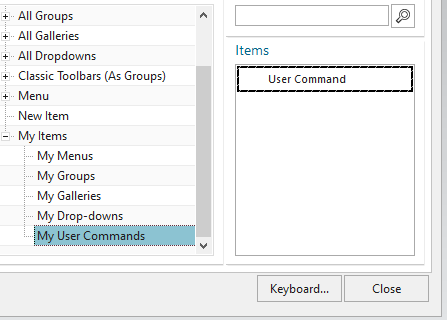 All Groups
All Galleries
All Dropdowns
Classic Toolbars (As Groups)
Menu
New Item
My Items
My Menus
My Groups
My Galleries
My Drop-downs
My User Commands
Items
User Command
Keyboard...
Close